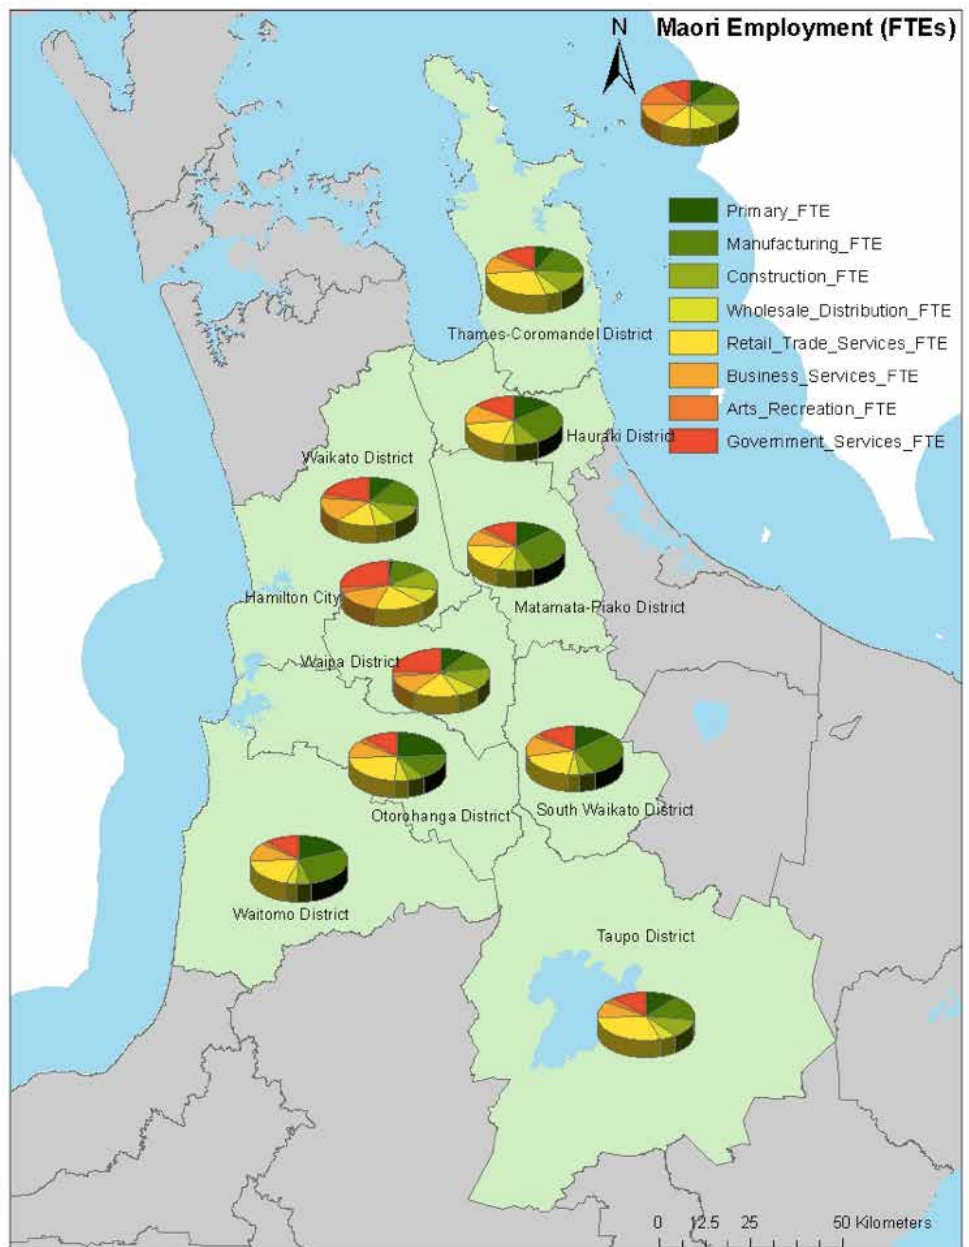 N
Maori Employment (FTEs)
Primary_FTE
Manufacturing_FTE
Construction_FTE
Wholesale_Distribution_FTE
Retail_Trade_Services_FTE
Business_Services_FTE
Arts_Recreation_FTE
Government_Services_FTE
Thames-Coromandel District
Hauraki District
Waikato District
Hamilton City
Matamata-Piako District
Waipa District
Otorohanga District
South Waikato District
Waitomo District
Taupo District
0 12.5 25 50 Kilometers